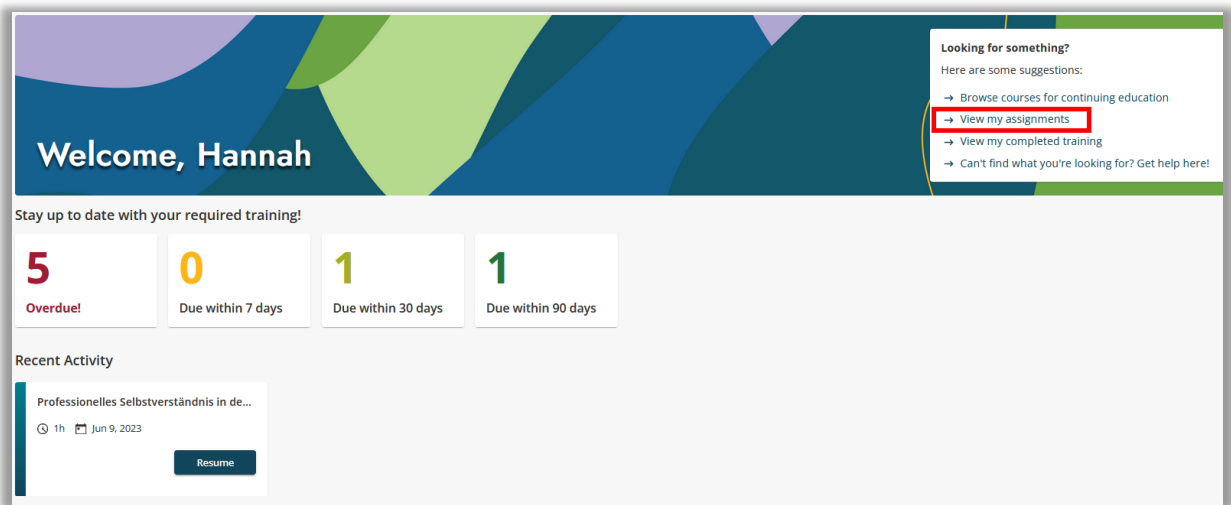 Looking for something?
Here are some suggestions:
→ Browse courses for continuing education
→ View my assignments
→ View my completed training
→ Can't find what you're looking for? Get help here!
Welcome, Hannah
Stay up to date with your required training!
5
Overdue!
0
Due within 7 days
1
Due within 30 days
1
Due within 90 days
Recent Activity
Professionelles Selbstverständnis in de...
1h Jun 9, 2023
Resume